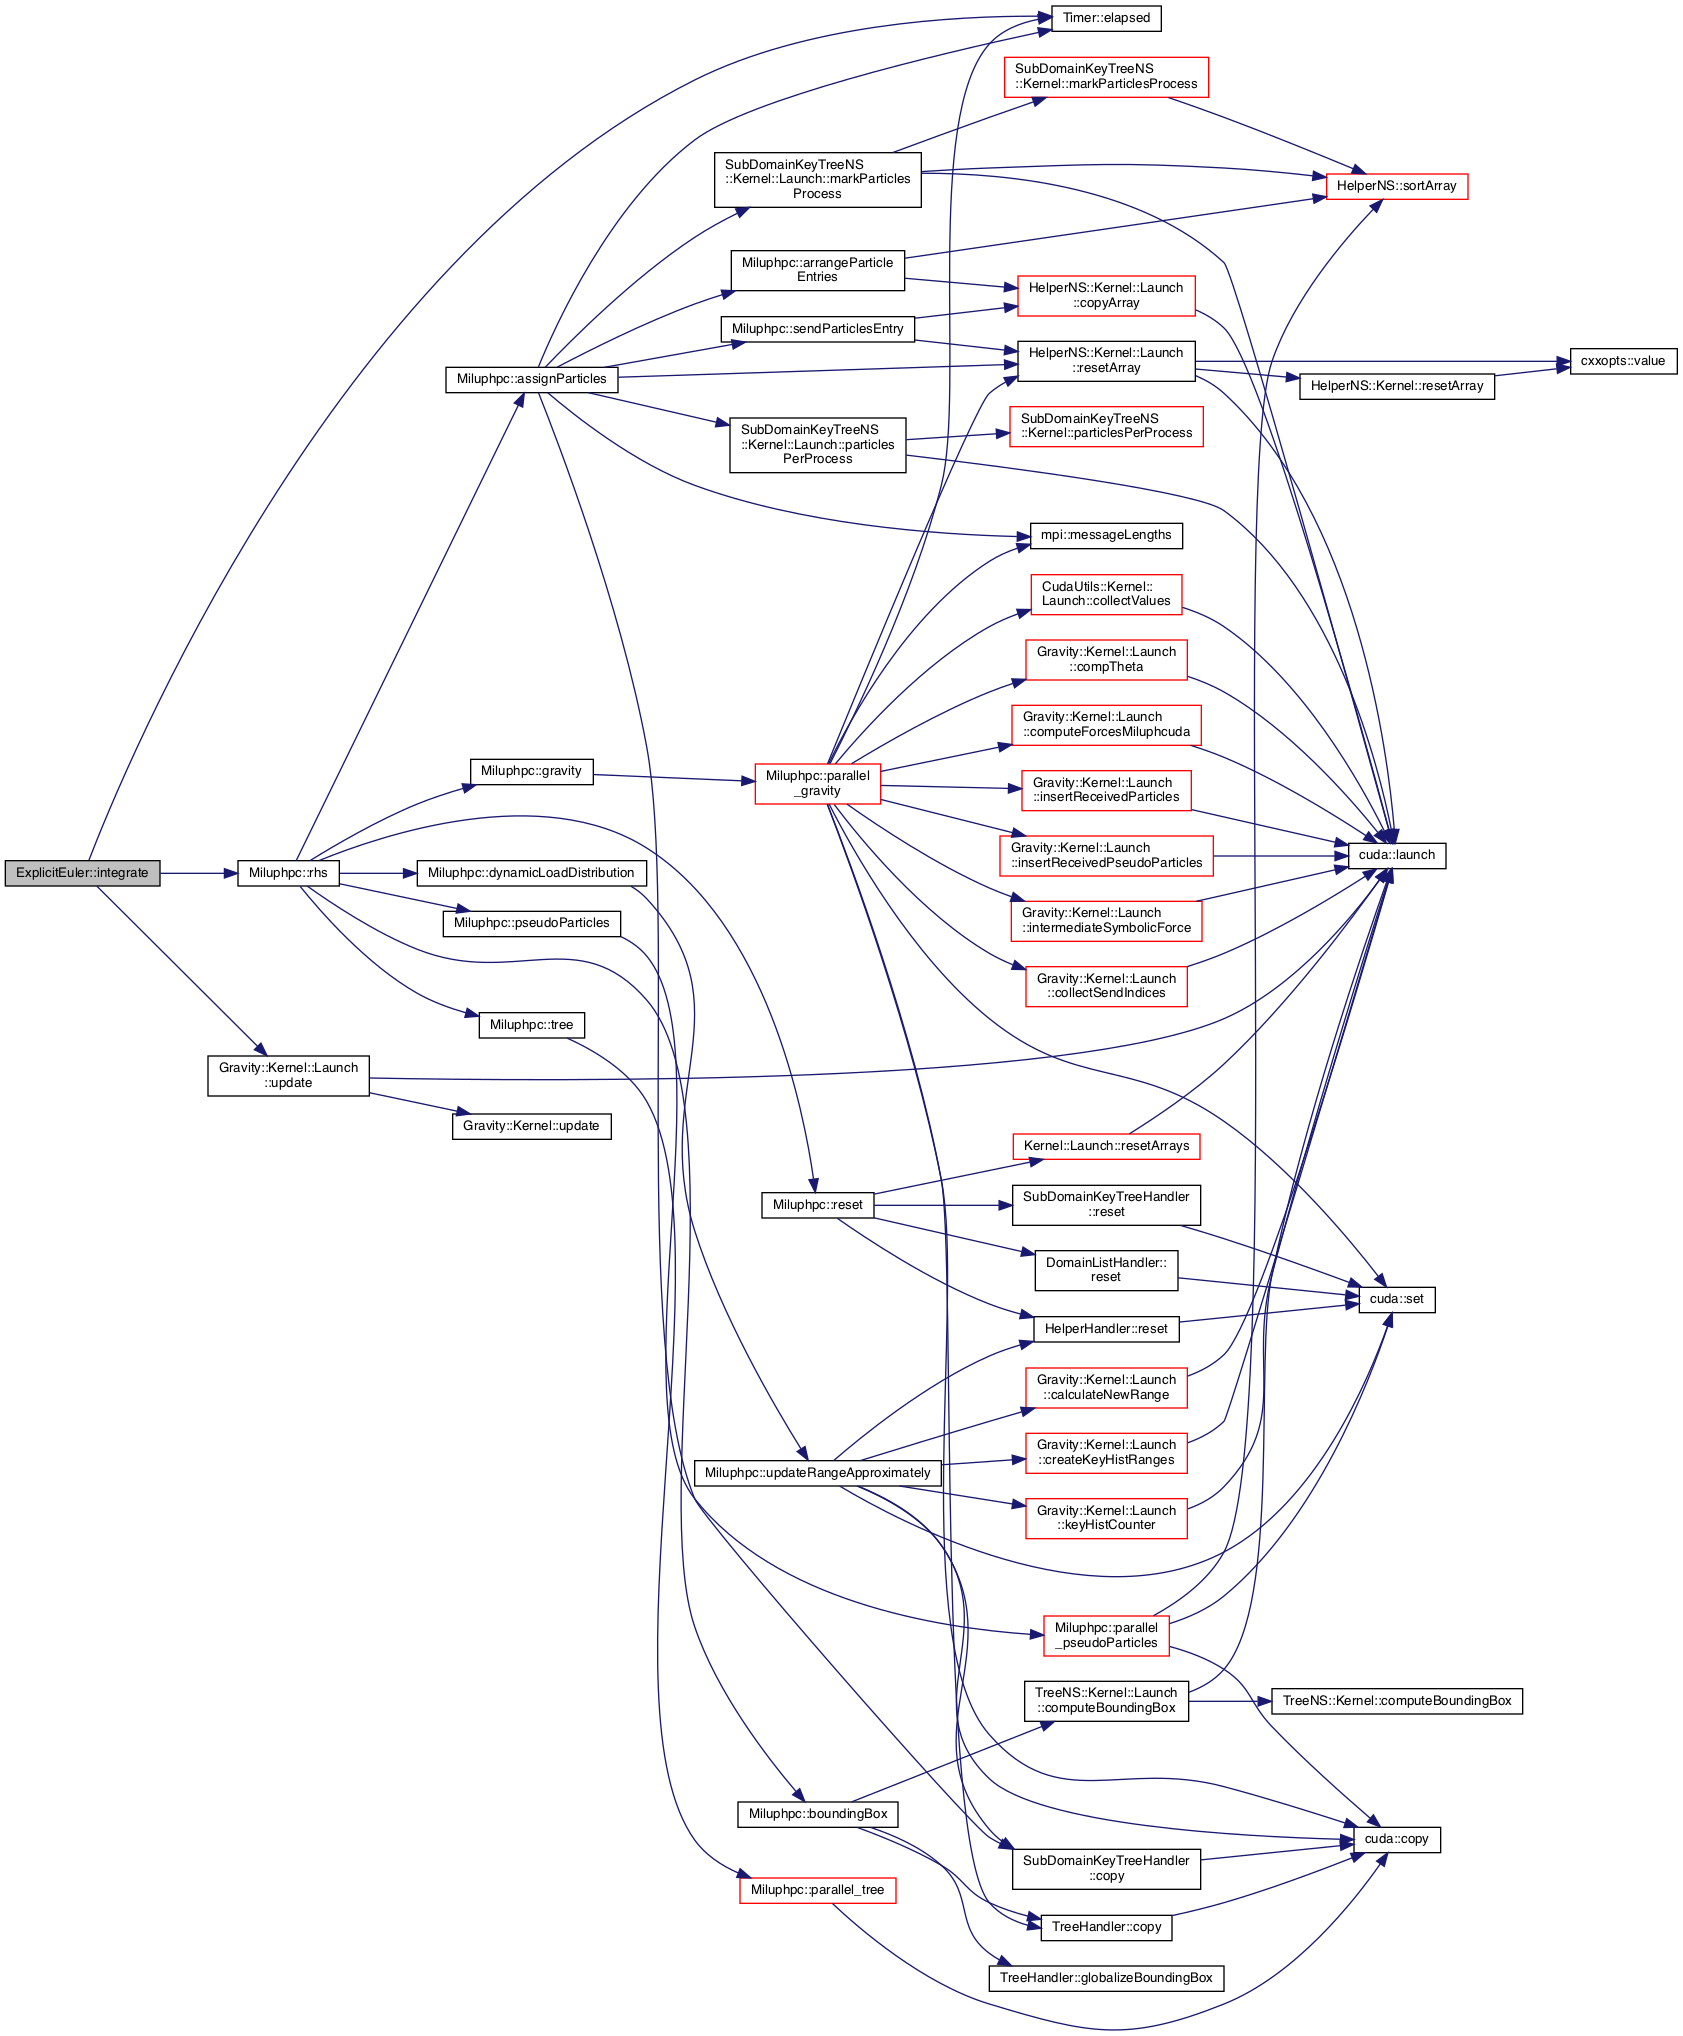 Timer::elapsed
SubDomainKeyTreeNS
::Kernel::markParticlesProcess
SubDomainKeyTreeNS
::Kernel::Launch::markParticles
Process
HelperNS::sortArray
Miluphpc::arrangeParticle
Entries
HelperNS::Kernel::Launch
::copyArray
Miluphpc::sendParticlesEntry
HelperNS::Kernel::Launch
::resetArray
cxxopts::value
HelperNS::Kernel::resetArray
Miluphpc::assignParticles
SubDomainKeyTreeNS
::Kernel::particlesPerProcess
SubDomainKeyTreeNS
::Kernel::Launch::particles
PerProcess
mpi::messageLengths
CudaUtils::Kernel::
Launch::collectValues
Gravity::Kernel::Launch
::compTheta
Gravity::Kernel::Launch
::computeForcesMiluphcuda
Miluphpc::gravity
Miluphpc::parallel
_gravity
Gravity::Kernel::Launch
::insertReceivedParticles
Gravity::Kernel::Launch
::insertReceivedPseudoParticles
cuda::launch
ExplicitEuler::integrate
Miluphpc::rhs
Miluphpc::dynamicLoadDistribution
Miluphpc::pseudoParticles
Gravity::Kernel::Launch
::intermediateSymbolicForce
Gravity::Kernel::Launch
::collectSendIndices
Miluphpc::tree
Gravity::Kernel::Launch
::update
Gravity::Kernel::update
Kernel::Launch::resetArrays
Miluphpc::reset
SubDomainKeyTreeHandler
::reset
DomainListHandler::
reset
cuda::set
HelperHandler::reset
Gravity::Kernel::Launch
::calculateNewRange
Gravity::Kernel::Launch
::createKeyHistRanges
Miluphpc::updateRangeApproximately
Gravity::Kernel::Launch
::keyHistCounter
Miluphpc::parallel
_pseudoParticles
TreeNS::Kernel::Launch
::computeBoundingBox
TreeNS::Kernel::computeBoundingBox
Miluphpc::boundingBox
cuda::copy
SubDomainKeyTreeHandler
::copy
Miluphpc::parallel_tree
TreeHandler::copy
TreeHandler::globalizeBoundingBox